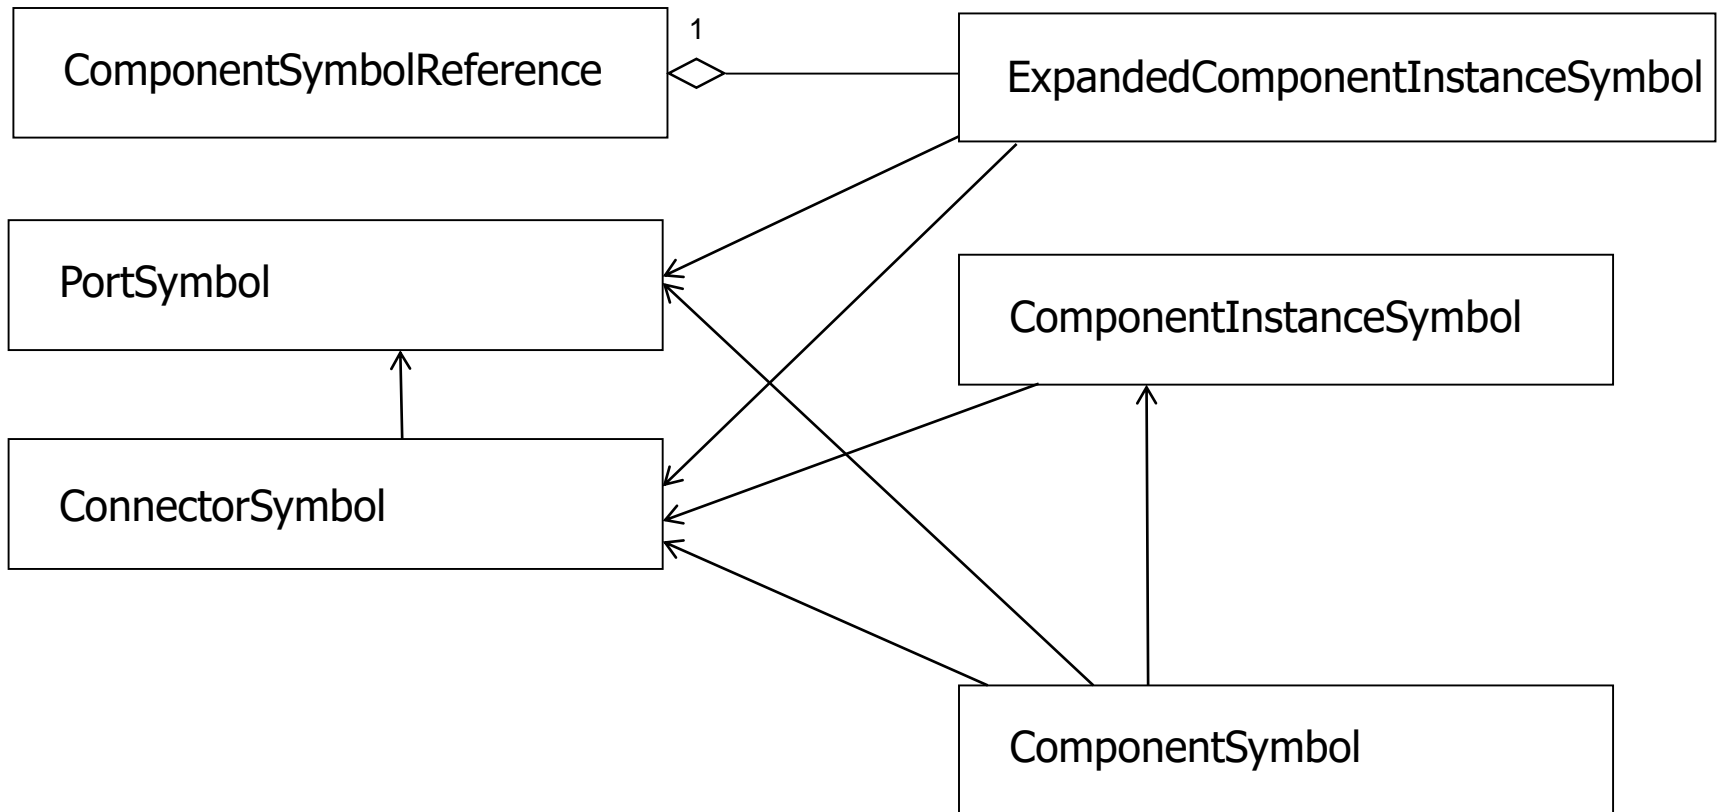 1
ComponentSymbolReference
ExpandedComponentInstanceSymbol
PortSymbol
ComponentInstanceSymbol
ConnectorSymbol
ComponentSymbol